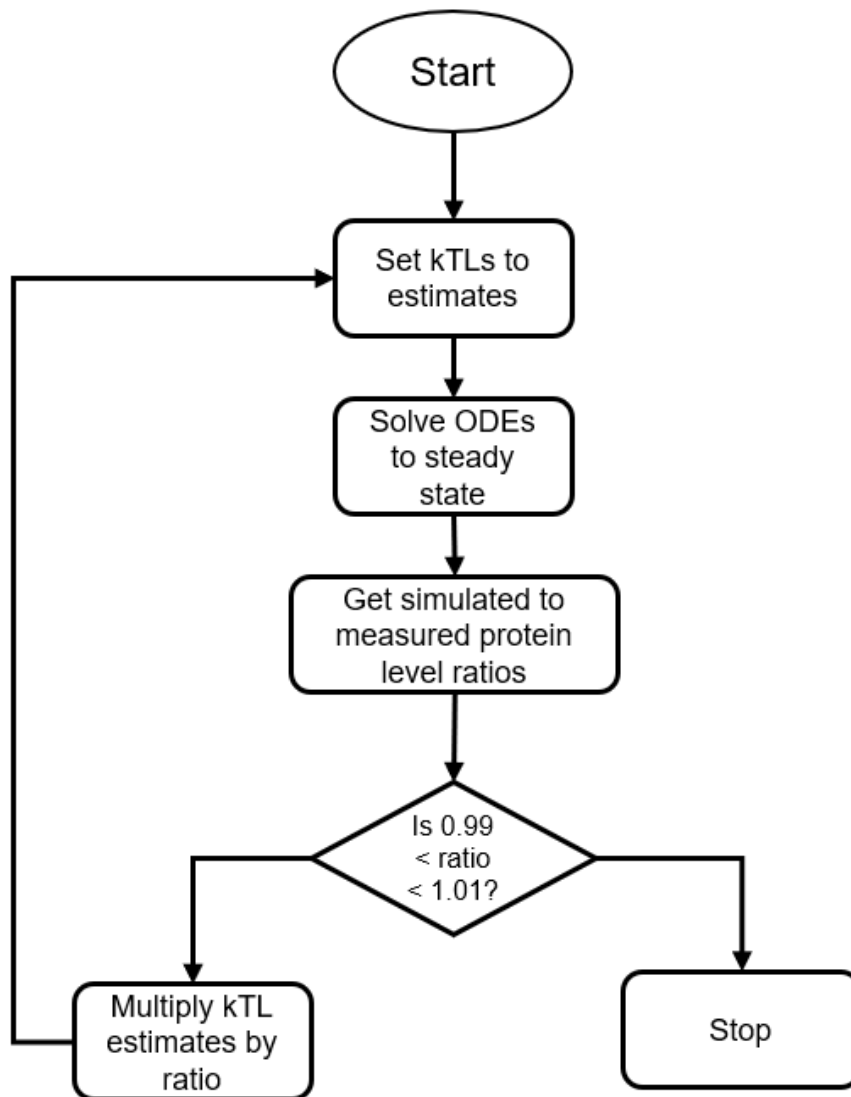 Start
Set kTLs to
estimates
Solve ODEs
to steady
state
Get simulated to
measured protein
level ratios
Is 0.99
< ratio
< 1.01?
Multiply kTL
estimates by
ratio
Stop